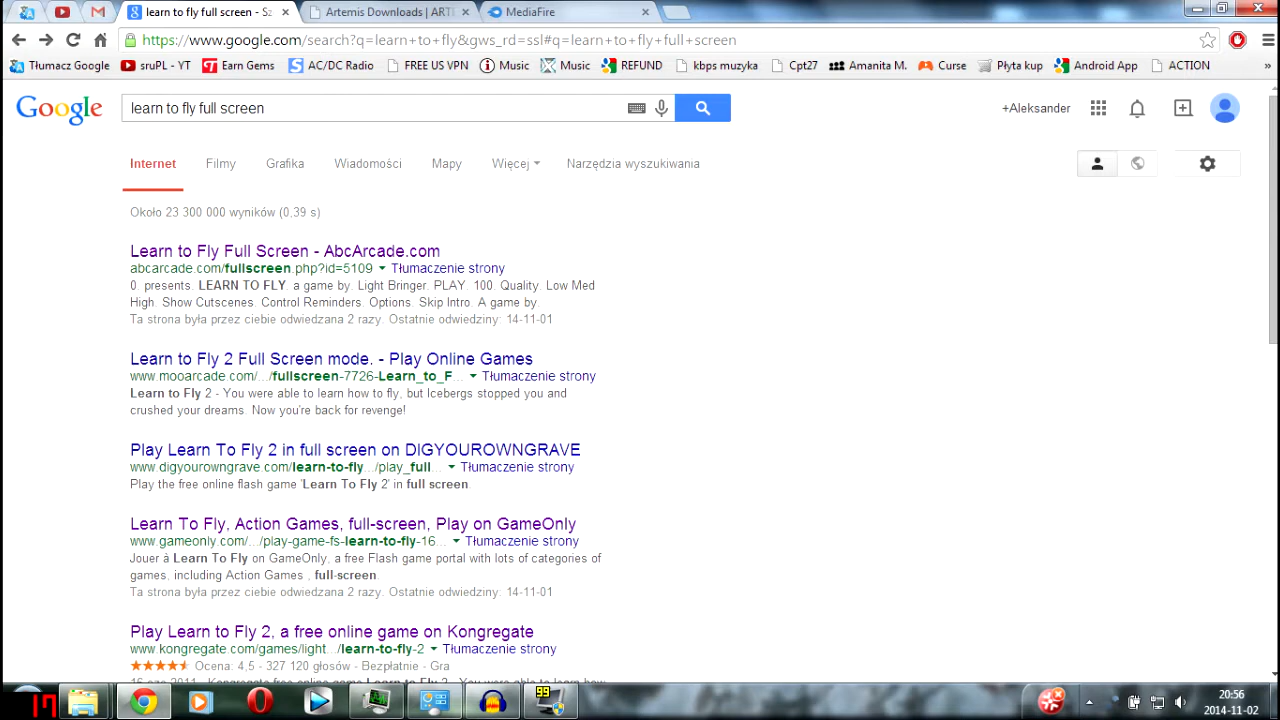 learn to fly full screen - Sz
Artemis Downloads | ARTI
MediaFire
https://www.google.com/search?q=learn+to+fly&gws_rd=ssl#q=learn+to+fly+full+screen
Tłumacz Google
sruPL - YT
Earn Gems
AC/DC Radio
FREE US VPN
Music
Music
REFUND
kbps muzyka
Cpt27
Amanita M.
Curse
Płyta kup
Android App
ACTION
»
Google
learn to fly full screen
+Aleksander
Internet
Filmy
Grafika
Wiadomości
Mapy
Więcej
Narzędzia wyszukiwania
Około 23 300 000 wyników (0,39 s)
Learn to Fly Full Screen - AbcArcade.com
abcarcade.com/fullscreen.php?id=5109 Tłumaczenie strony
0. presents. LEARN TO FLY. a game by. Light Bringer. PLAY. 100. Quality. Low Med
High. Show Cutscenes. Control Reminders. Options. Skip Intro. A game by.
Ta strona była przez ciebie odwiedzana 2 razy. Ostatnie odwiedziny: 14-11-01
Learn to Fly 2 Full Screen mode. - Play Online Games
www.mooarcade.com/.../fullscreen-7726-Learn_to_F... Tłumaczenie strony
Learn to Fly 2 - You were able to learn how to fly, but Icebergs stopped you and
crushed your dreams. Now you're back for revenge!
Play Learn To Fly 2 in full screen on DIGYOUROWNGRAVE
www.digyourowngrave.com/learn-to-fly.../play_full... Tłumaczenie strony
Play the free online flash game 'Learn To Fly 2' in full screen.
Learn To Fly, Action Games, full-screen, Play on GameOnly
www.gameonly.com/.../play-game-fs-learn-to-fly-16... Tłumaczenie strony
Jouer à Learn To Fly on GameOnly, a free Flash game portal with lots of categories of
games, including Action Games , full-screen.
Ta strona była przez ciebie odwiedzana 2 razy. Ostatnie odwiedziny: 14-11-01
Play Learn to Fly 2, a free online game on Kongregate
www.kongregate.com/games/light.../learn-to-fly-2 Tłumaczenie strony
Ocena: 4,5 - 327 120 głosów - Bezpłatnie - Gra
99
20:56
2014-11-02